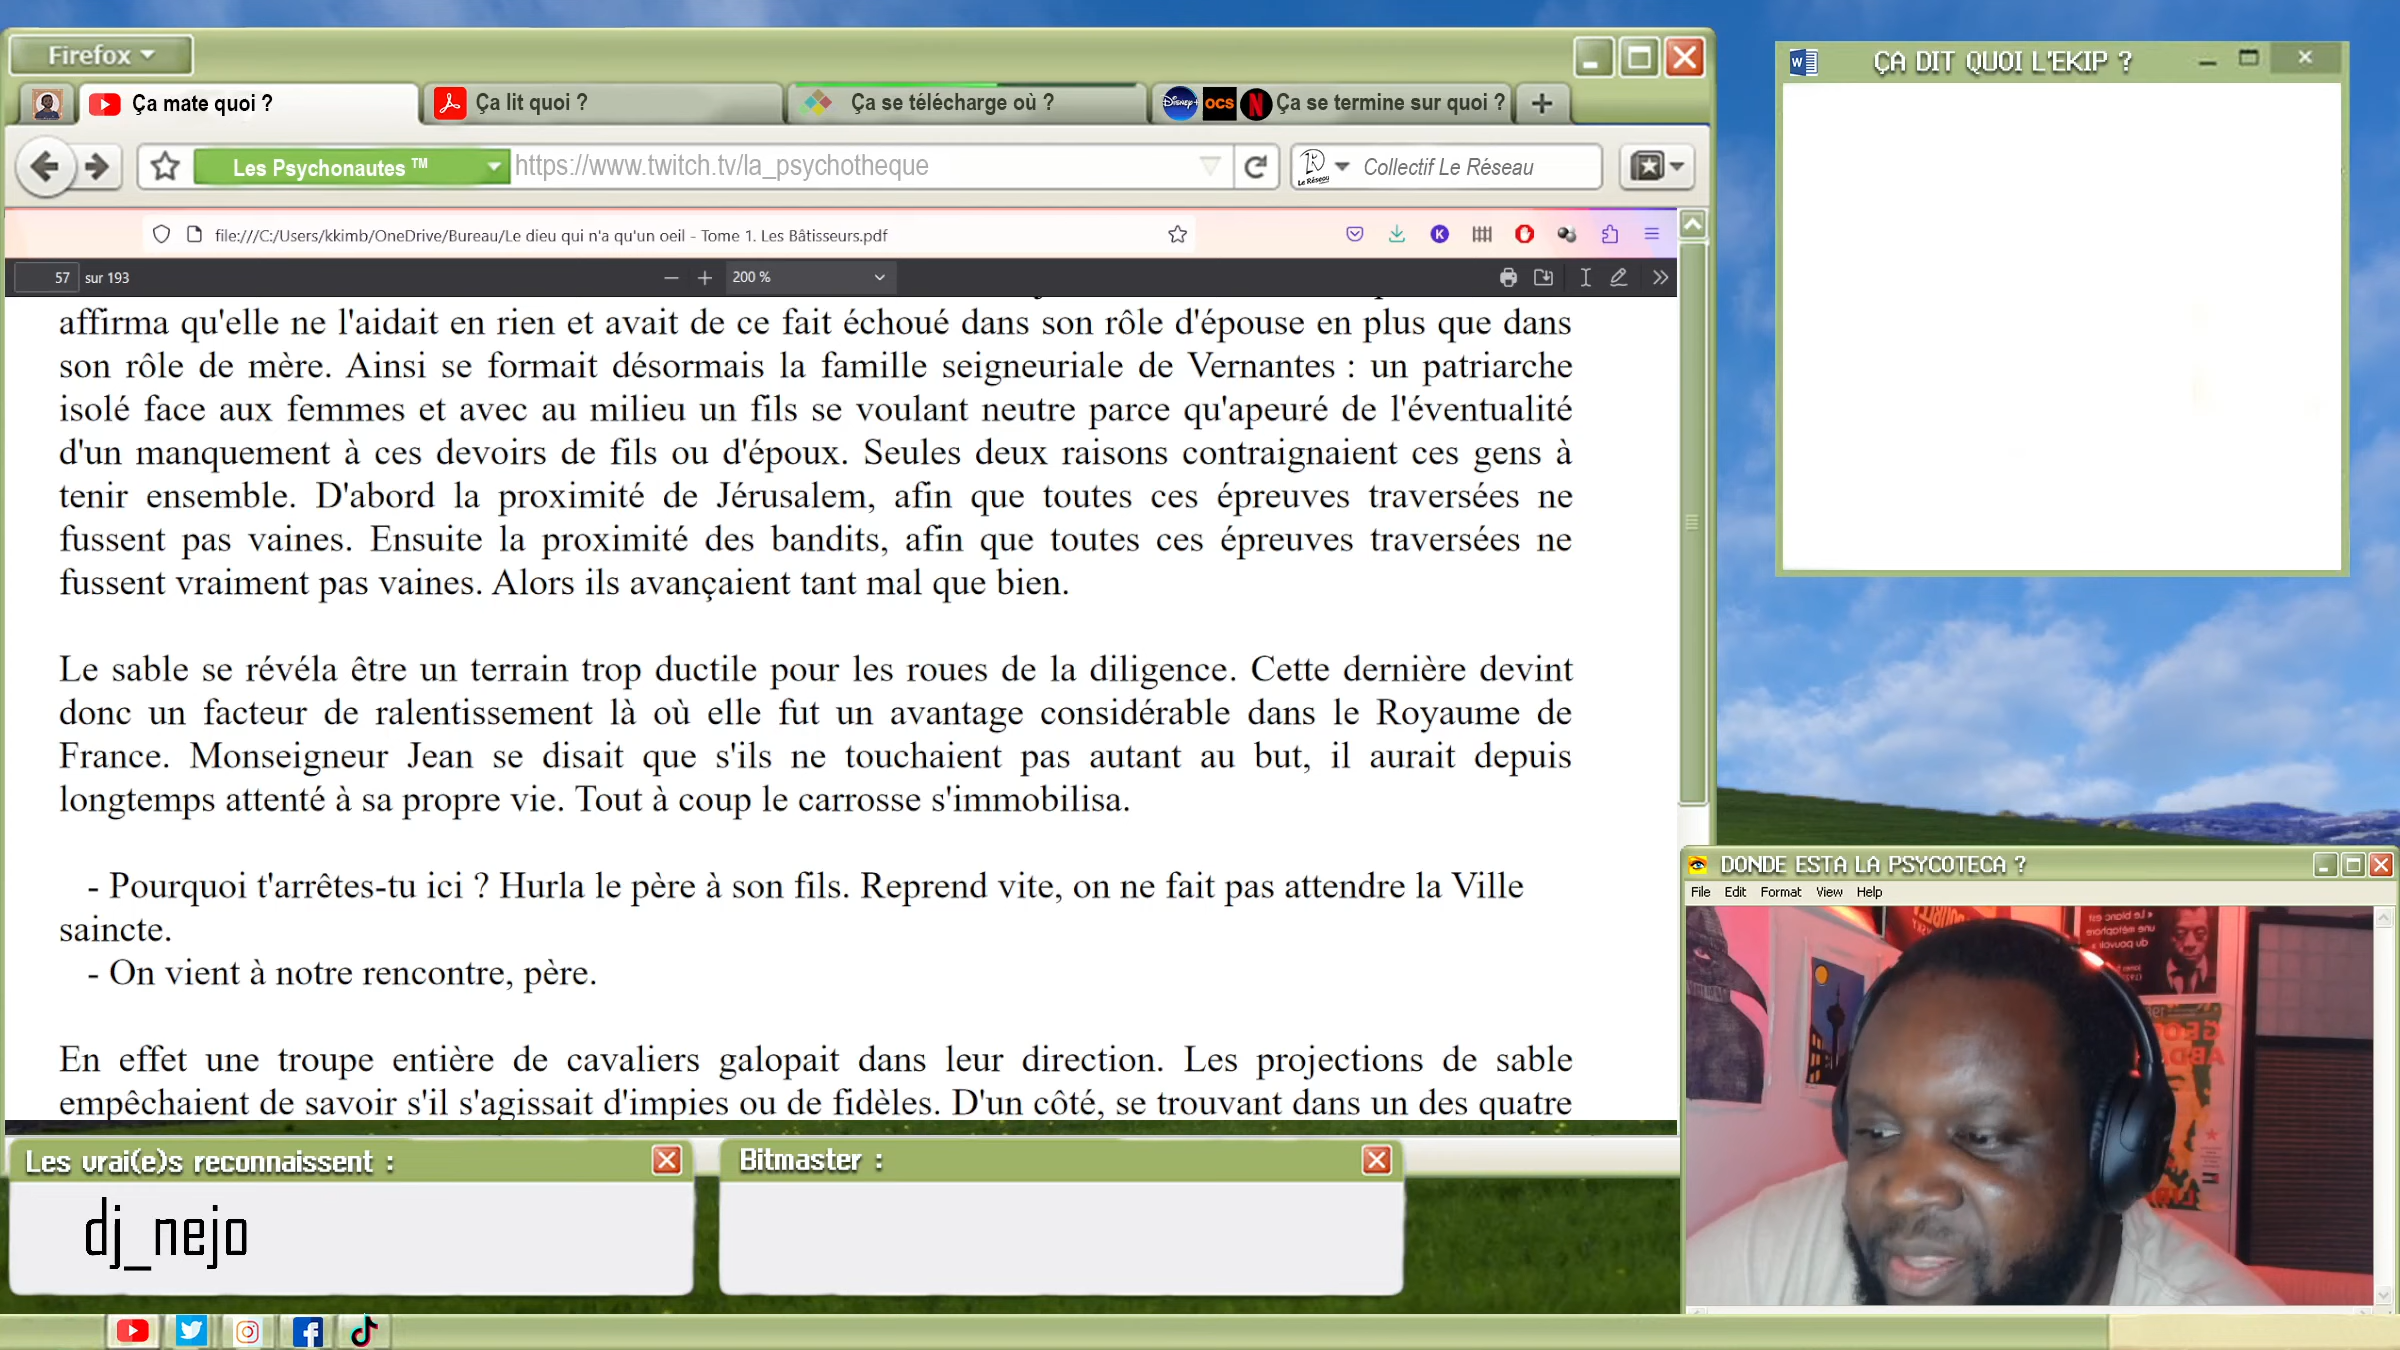 Firefox
Ça mate quoi ?
Ça lit quoi ?
Ça se télécharge où ?
Disney+ OCS N Ça se termine sur quoi ?
Les Psychonautes ™
https://www.twitch.tv/la_psychotheque
Le Réseau
Collectif Le Réseau
file:///C:/Users/kkimb/OneDrive/Bureau/Le dieu qui n'a qu'un oeil - Tome 1. Les Bâtisseurs.pdf
57 sur 193
200 %
affirma qu'elle ne l'aidait en rien et avait de ce fait échoué dans son rôle d'épouse en plus que dans
son rôle de mère. Ainsi se formait désormais la famille seigneuriale de Vernantes : un patriarche
isolé face aux femmes et avec au milieu un fils se voulant neutre parce qu'apeuré de l'éventualité
d'un manquement à ces devoirs de fils ou d'époux. Seules deux raisons contraignaient ces gens à
tenir ensemble. D'abord la proximité de Jérusalem, afin que toutes ces épreuves traversées ne
fussent pas vaines. Ensuite la proximité des bandits, afin que toutes ces épreuves traversées ne
fussent vraiment pas vaines. Alors ils avançaient tant mal que bien.
Le sable se révéla être un terrain trop ductile pour les roues de la diligence. Cette dernière devint
donc un facteur de ralentissement là où elle fut un avantage considérable dans le Royaume de
France. Monseigneur Jean se disait que s'ils ne touchaient pas autant au but, il aurait depuis
longtemps attenté à sa propre vie. Tout à coup le carrosse s'immobilisa.
- Pourquoi t'arrêtes-tu ici ? Hurla le père à son fils. Reprend vite, on ne fait pas attendre la Ville
saincte.
- On vient à notre rencontre, père.
En effet une troupe entière de cavaliers galopait dans leur direction. Les projections de sable
empêchaient de savoir s'il s'agissait d'impies ou de fidèles. D'un côté, se trouvant dans un des quatre
ÇA DIT QUOI L'EKIP ?
DONDE ESTA LA PSYCOTECA ?
File Edit Format View Help
« Le blanc est
une métaphore
du pouvoir »
Les vrai(e)s reconnaissent :
dj_nejo
Bitmaster :